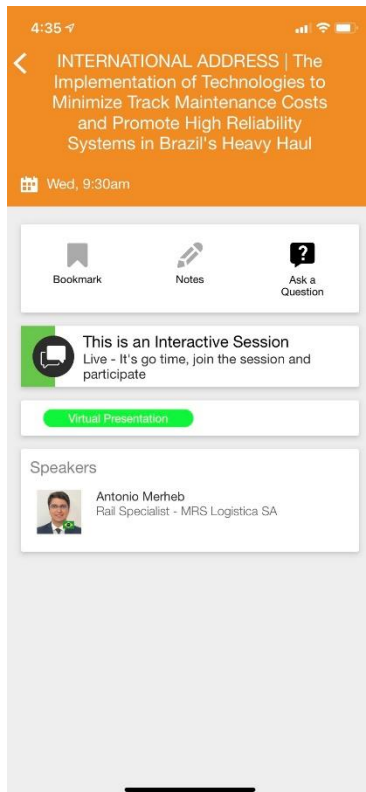 4:35
INTERNATIONAL ADDRESS | The
Implementation of Technologies to
Minimize Track Maintenance Costs
and Promote High Reliability
Systems in Brazil's Heavy Haul
Wed, 9:30am
Bookmark
Notes
Ask a
Question
This is an Interactive Session
Live - It's go time, join the session and
participate
Virtual Presentation
Speakers
Antonio Merheb
Rail Specialist - MRS Logistica SA